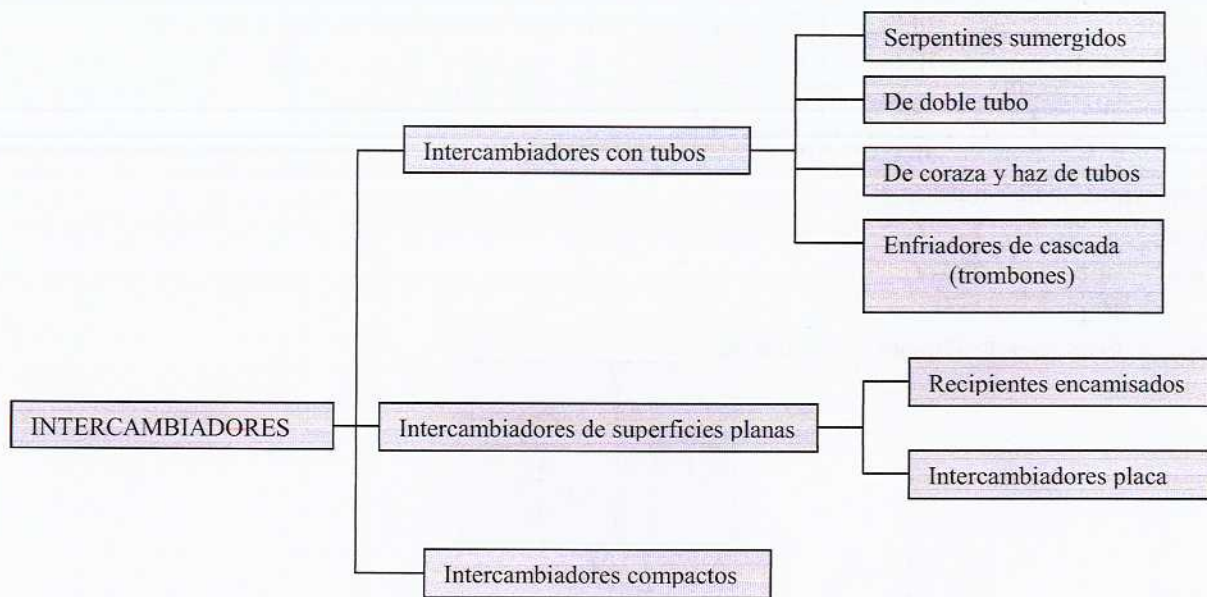 Serpentines sumergidos
De doble tubo
Intercambiadores con tubos
De coraza y haz de tubos
Enfriadores de cascada
(trombones)
Recipientes encamisados
INTERCAMBIADORES
Intercambiadores de superficies planas
Intercambiadores placa
Intercambiadores compactos